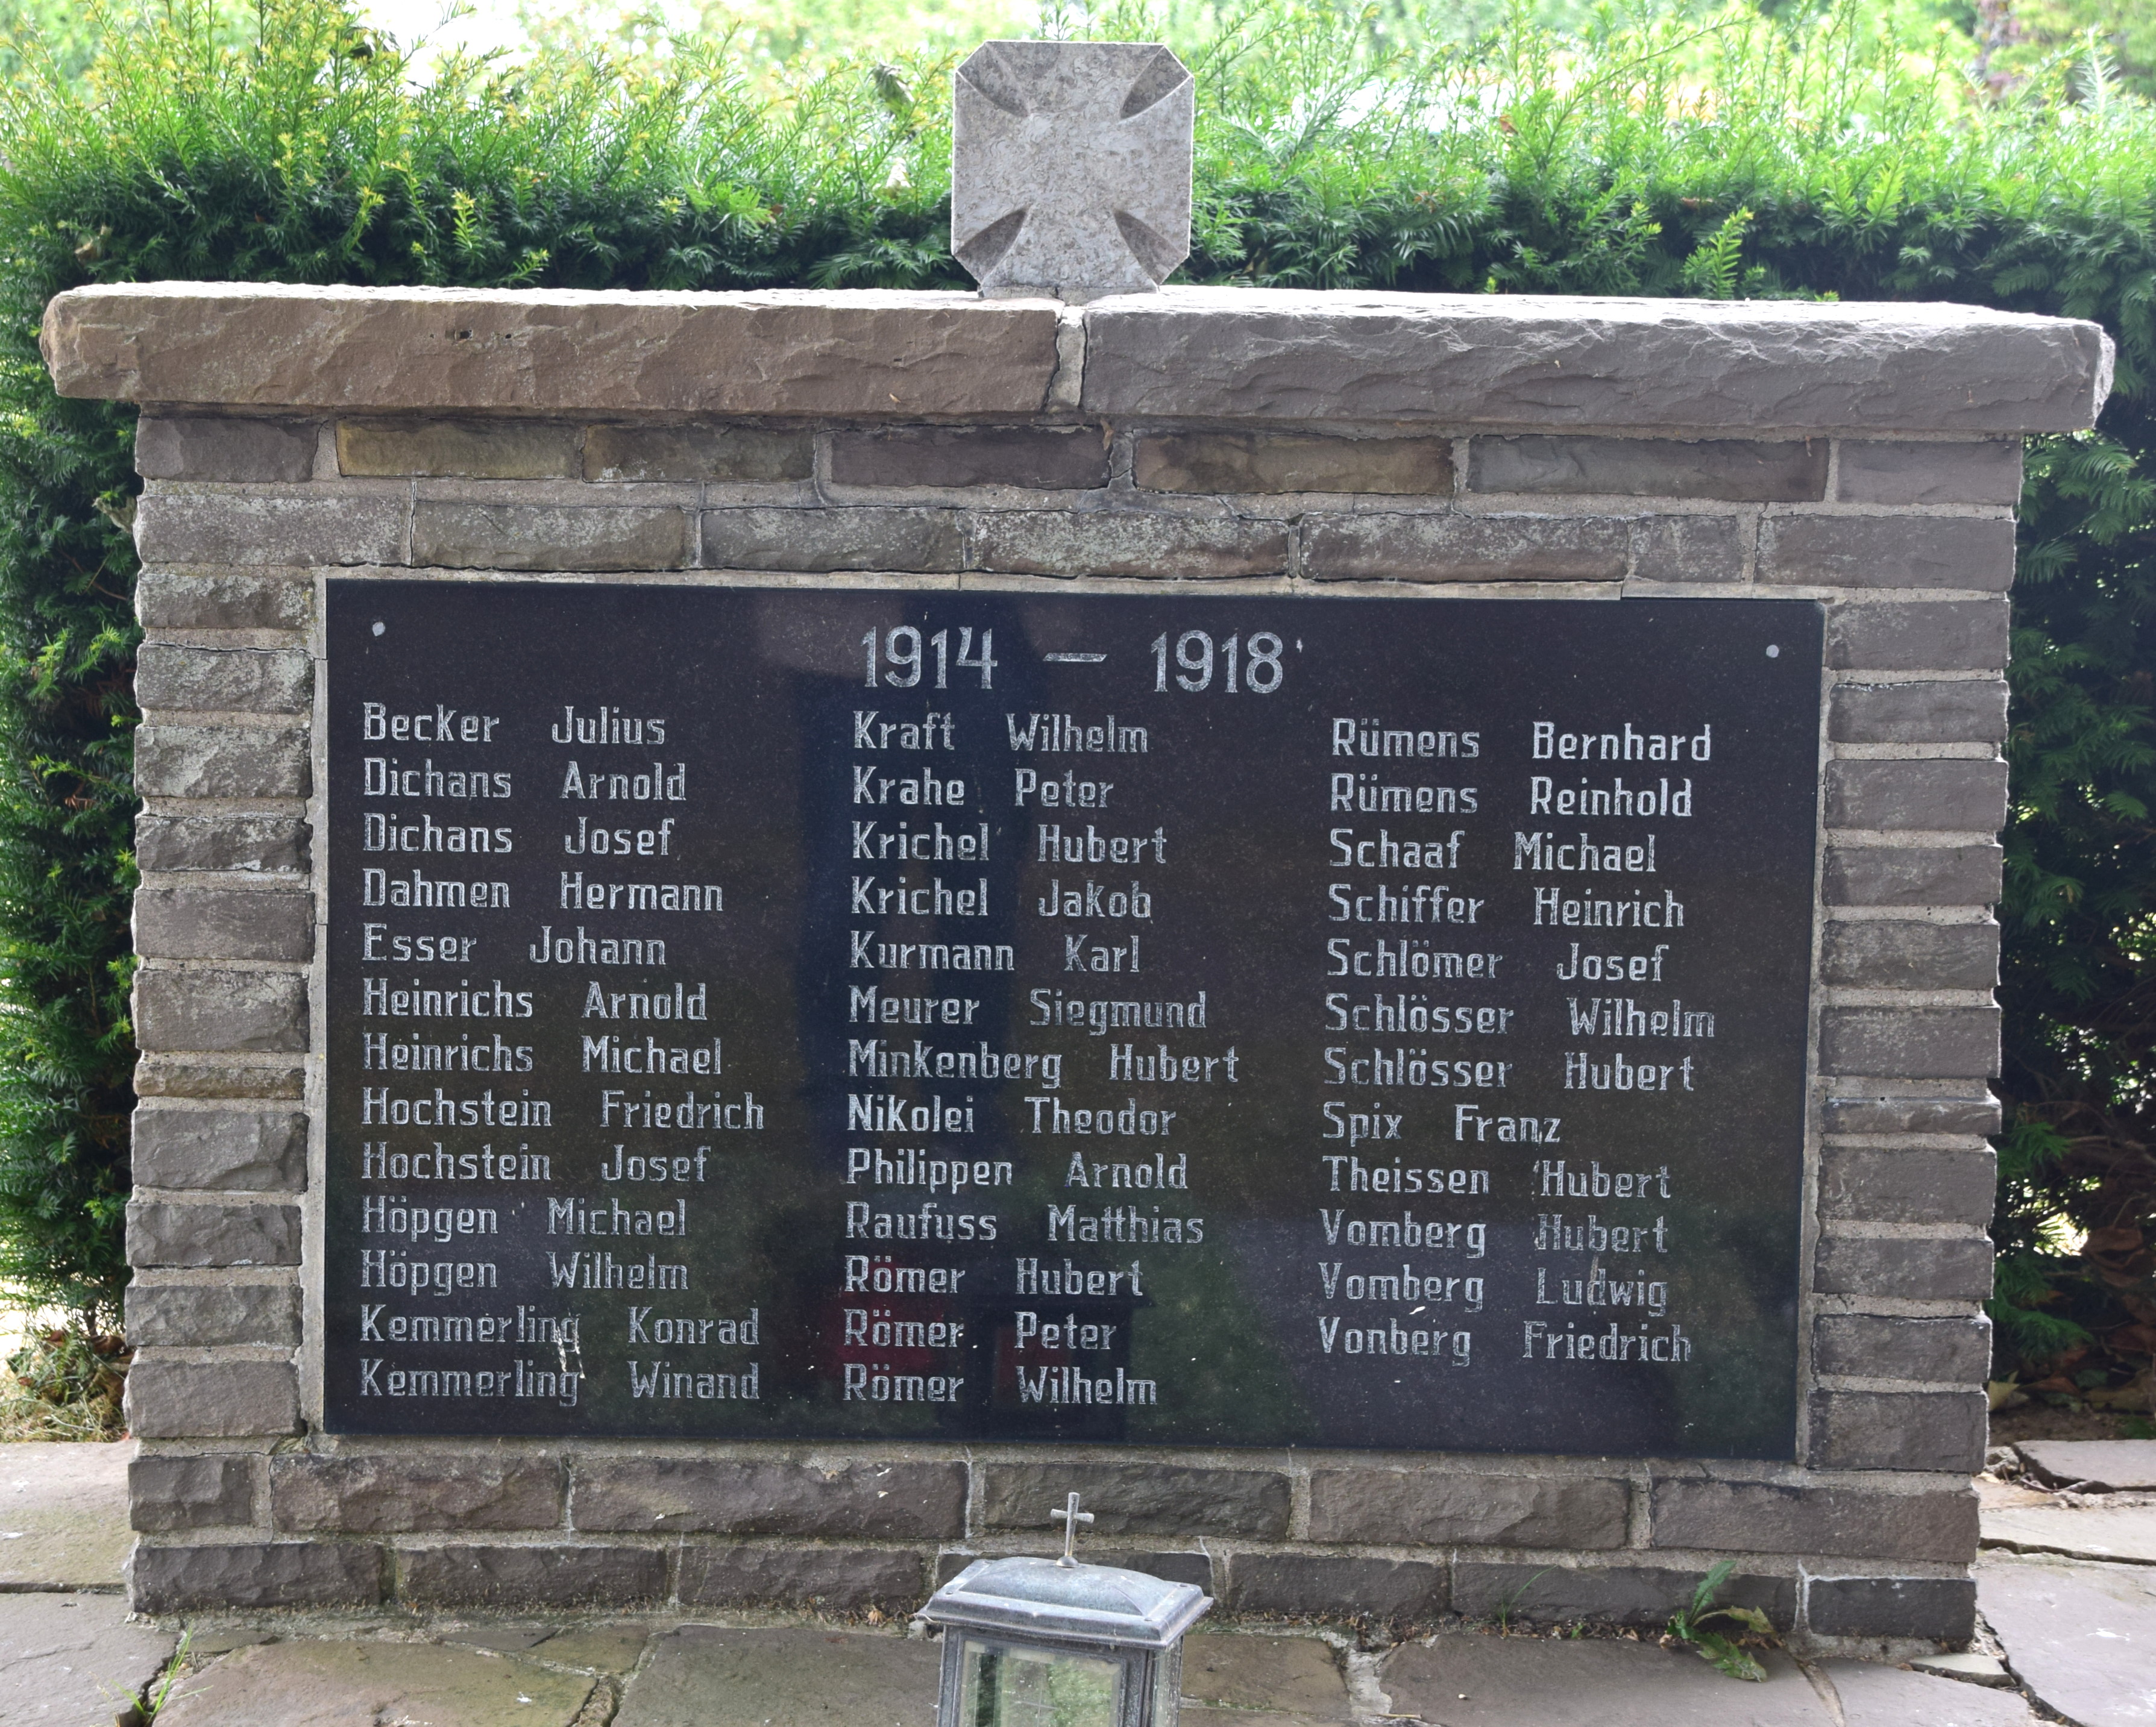 1914 — 1918
Becker Julius
Dichans Arnold
Dichans Josef
Dahmen Hermann
Esser Johann
Heinrichs Arnold
Heinrichs Michael
Hochstein Friedrich
Hochstein Josef
Höpgen Michael
Höpgen Wilhelm
Kemmerling Konrad
Kemmerling Winand
Kraft Wilhelm
Krahe Peter
Krichel Hubert
Krichel Jakob
Kurmann Karl
Meurer Siegmund
Minkenberg Hubert
Nikolei Theodor
Philippen Arnold
Raufuss Matthias
Römer Hubert
Römer Peter
Römer Wilhelm
Rümens Bernhard
Rümens Reinhold
Schaaf Michael
Schiffer Heinrich
Schlömer Josef
Schlösser Wilhelm
Schlösser Hubert
Spix Franz
Theissen Hubert
Vomberg Hubert
Vomberg Ludwig
Vonberg Friedrich